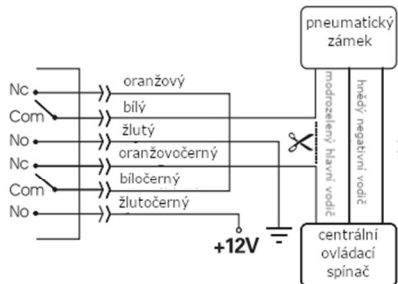 pneumatický
zámek
Nc
oranžový
Com
bílý
No
žlutý
Nc
oranžovočerný
Com
bíločerný
No
žlutočerný
+12V
modrozelený hlavní vodič
hnědý negativní vodič
centrální
ovládací
spínač